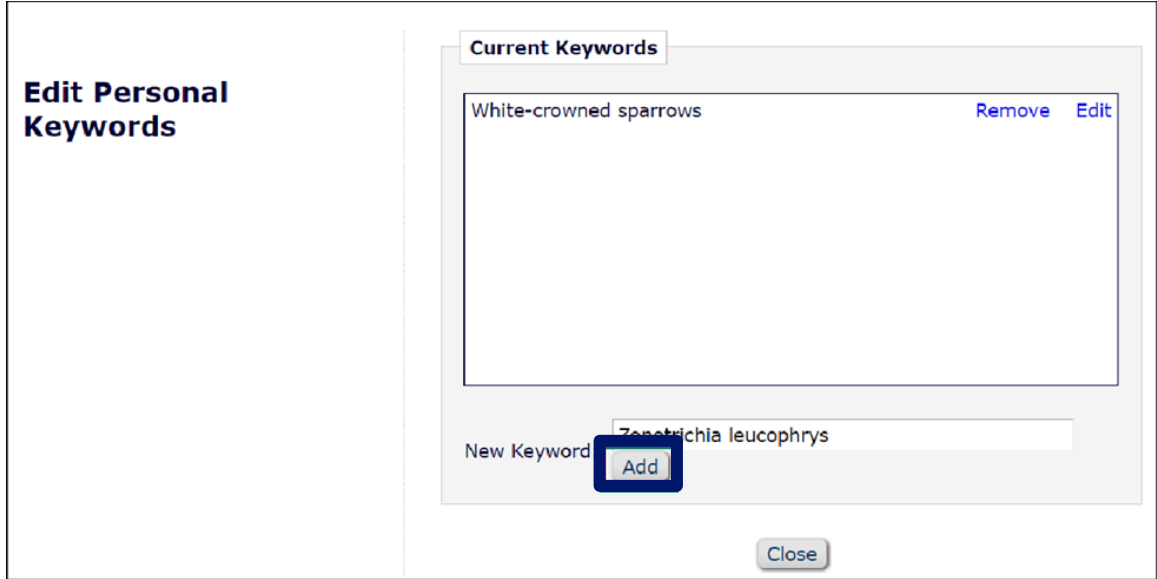 Current Keywords
Edit Personal
Keywords
White-crowned sparrows Remove Edit
Zonotrichia leucophrys
New Keyword
Add
Close